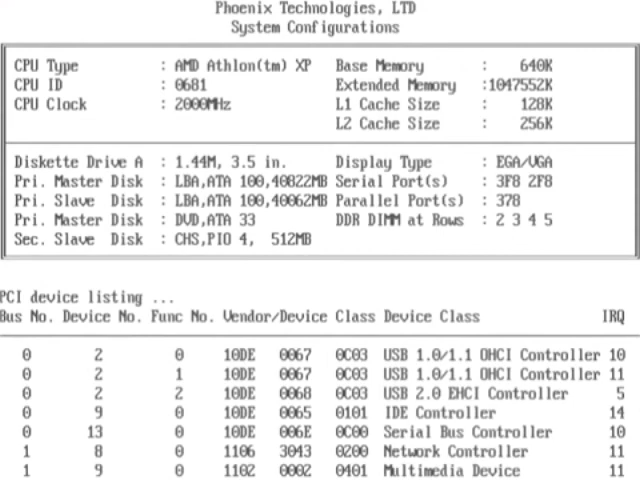 Phoenix Technologies, LTD
System Configurations
CPU Type : AMD Athlon(tm) XP Base Memory : 640K
CPU ID : 0681 Extended Memory :1047552K
CPU Clock : 2000MHz L1 Cache Size : 128K
L2 Cache Size : 256K
Diskette Drive A : 1.44M, 3.5 in. Display Type : EGA/VGA
Pri. Master Disk : LBA,ATA 100,40822MB Serial Port(s) : 3F8 2F8
Pri. Slave Disk : LBA,ATA 100,40062MB Parallel Port(s) : 378
Pri. Master Disk : DVD,ATA 33 DDR DIMM at Rows : 2 3 4 5
Sec. Slave Disk : CHS,PIO 4, 512MB
PCI device listing ...
Bus No. Device No. Func No. Vendor/Device Class Device Class IRQ
0 2 0 10DE 0067 0C03 USB 1.0/1.1 OHCI Controller 10
0 2 1 10DE 0067 0C03 USB 1.0/1.1 OHCI Controller 11
0 2 2 10DE 0068 0C03 USB 2.0 EHCI Controller 5
0 9 0 10DE 0065 0101 IDE Controller 14
0 13 0 10DE 006E 0C00 Serial Bus Controller 10
1 8 0 1106 3043 0200 Network Controller 11
1 9 0 1102 0002 0401 Multimedia Device 11